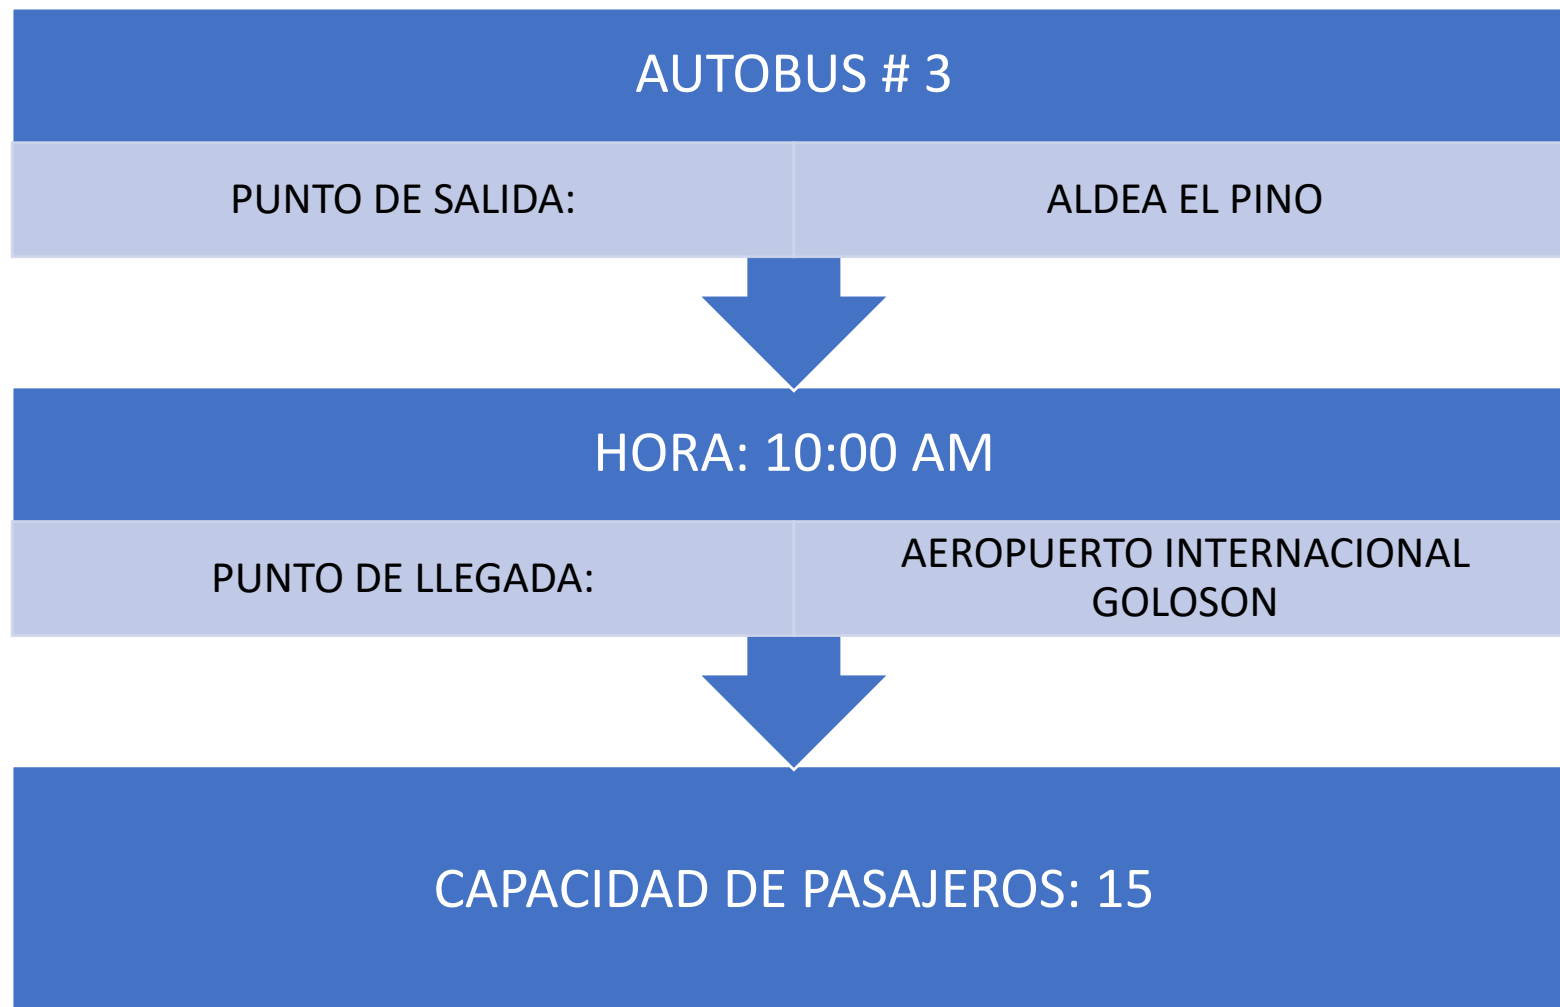 AUTOBUS # 3
PUNTO DE SALIDA:
ALDEA EL PINO
HORA: 10:00 AM
PUNTO DE LLEGADA:
AEROPUERTO INTERNACIONAL
GOLOSON
CAPACIDAD DE PASAJEROS: 15